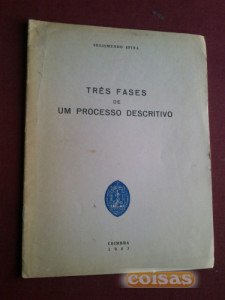 TRÊS FASES
DE
UM PROCESSO DESCRITIVO
COIMBRA
coisas